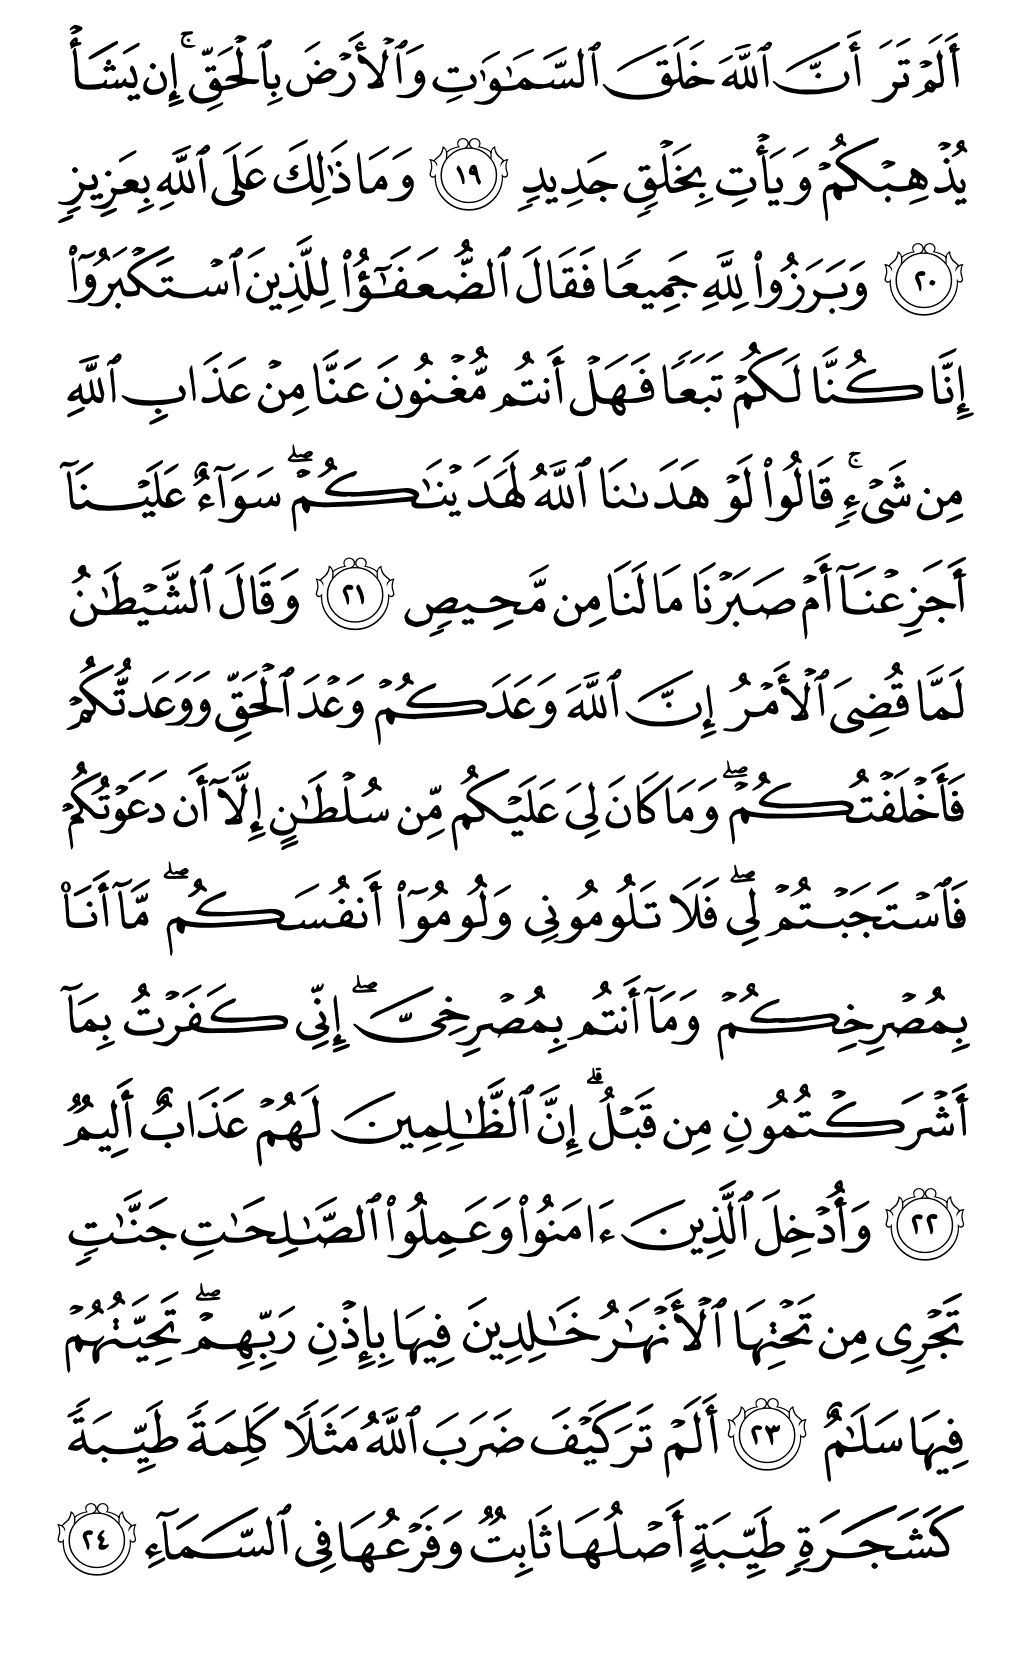 أَلَمۡ تَرَ أَنَّ ٱللَّهَ خَلَقَ ٱلسَّمَٰوَٰتِ وَٱلۡأَرۡضَ بِٱلۡحَقِّۚ إِن يَشَأۡ
يُذۡهِبۡكُمۡ وَيَأۡتِ بِخَلۡقٖ جَدِيدٖ ١٩ وَمَا ذَٰلِكَ عَلَى ٱللَّهِ بِعَزِيزٖ
٢٠ وَبَرَزُواْ لِلَّهِ جَمِيعٗا فَقَالَ ٱلضُّعَفَٰٓؤُاْ لِلَّذِينَ ٱسۡتَكۡبَرُوٓاْ
إِنَّا كُنَّا لَكُمۡ تَبَعٗا فَهَلۡ أَنتُم مُّغۡنُونَ عَنَّا مِنۡ عَذَابِ ٱللَّهِ
مِن شَيۡءٖۚ قَالُواْ لَوۡ هَدَىٰنَا ٱللَّهُ لَهَدَيۡنَٰكُمۡۖ سَوَآءٌ عَلَيۡنَآ
أَجَزِعۡنَآ أَمۡ صَبَرۡنَا مَا لَنَا مِن مَّحِيصٖ ٢١ وَقَالَ ٱلشَّيۡطَٰنُ
لَمَّا قُضِيَ ٱلۡأَمۡرُ إِنَّ ٱللَّهَ وَعَدَكُمۡ وَعۡدَ ٱلۡحَقِّ وَوَعَدتُّكُمۡ
فَأَخۡلَفۡتُكُمۡۖ وَمَا كَانَ لِيَ عَلَيۡكُم مِّن سُلۡطَٰنٍ إِلَّآ أَن دَعَوۡتُكُمۡ
فَٱسۡتَجَبۡتُمۡ لِيۖ فَلَا تَلُومُونِي وَلُومُوٓاْ أَنفُسَكُمۖ مَّآ أَنَا۠
بِمُصۡرِخِكُمۡ وَمَآ أَنتُم بِمُصۡرِخِيَّۖ إِنِّي كَفَرۡتُ بِمَآ
أَشۡرَكۡتُمُونِ مِن قَبۡلُۗ إِنَّ ٱلظَّٰلِمِينَ لَهُمۡ عَذَابٌ أَلِيمٞ
٢٢ وَأُدۡخِلَ ٱلَّذِينَ ءَامَنُواْ وَعَمِلُواْ ٱلصَّٰلِحَٰتِ جَنَّٰتٖ
تَجۡرِي مِن تَحۡتِهَا ٱلۡأَنۡهَٰرُ خَٰلِدِينَ فِيهَا بِإِذۡنِ رَبِّهِمۡۖ تَحِيَّتُهُمۡ
فِيهَا سَلَٰمٌ ٢٣ أَلَمۡ تَرَ كَيۡفَ ضَرَبَ ٱللَّهُ مَثَلٗا كَلِمَةٗ طَيِّبَةٗ
كَشَجَرَةٖ طَيِّبَةٍ أَصۡلُهَا ثَابِتٞ وَفَرۡعُهَا فِي ٱلسَّمَآءِ ٢٤